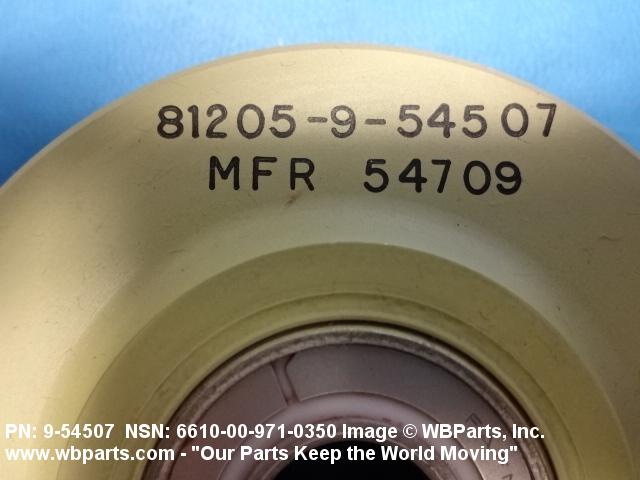 81205-9-54507
MFR 54709
PN: 9-54507 NSN: 6610-00-971-0350 Image © WBParts, Inc.
www.wbparts.com - "Our Parts Keep the World Moving"